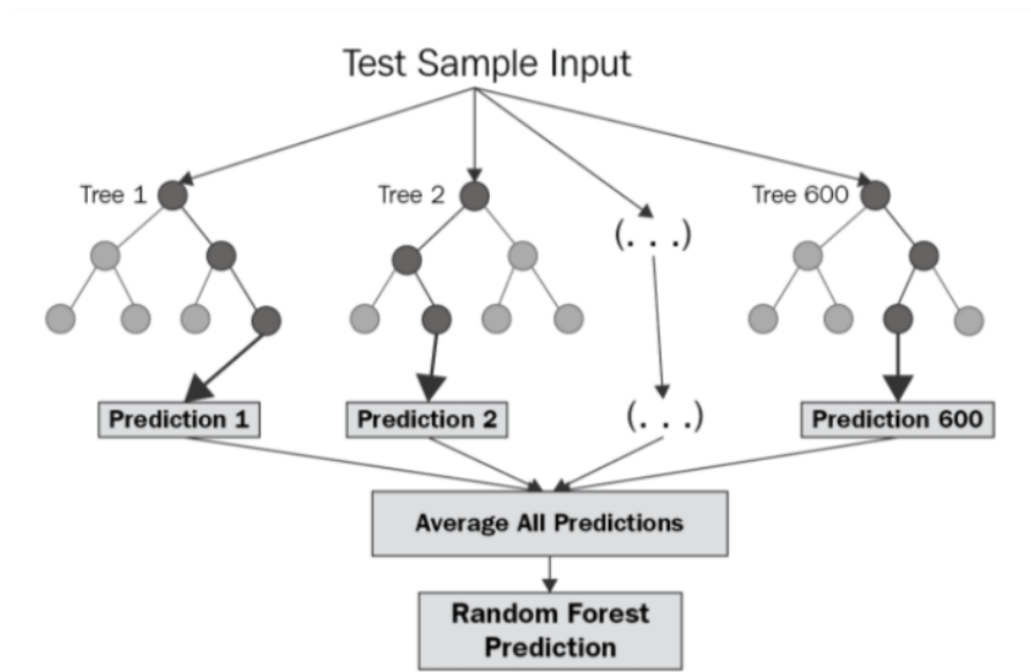 Test Sample Input
Tree 1
Tree 2
Tree 600
(. . .)
Prediction 1
Prediction 2
(. . .)
Prediction 600
Average All Predictions
Random Forest
Prediction